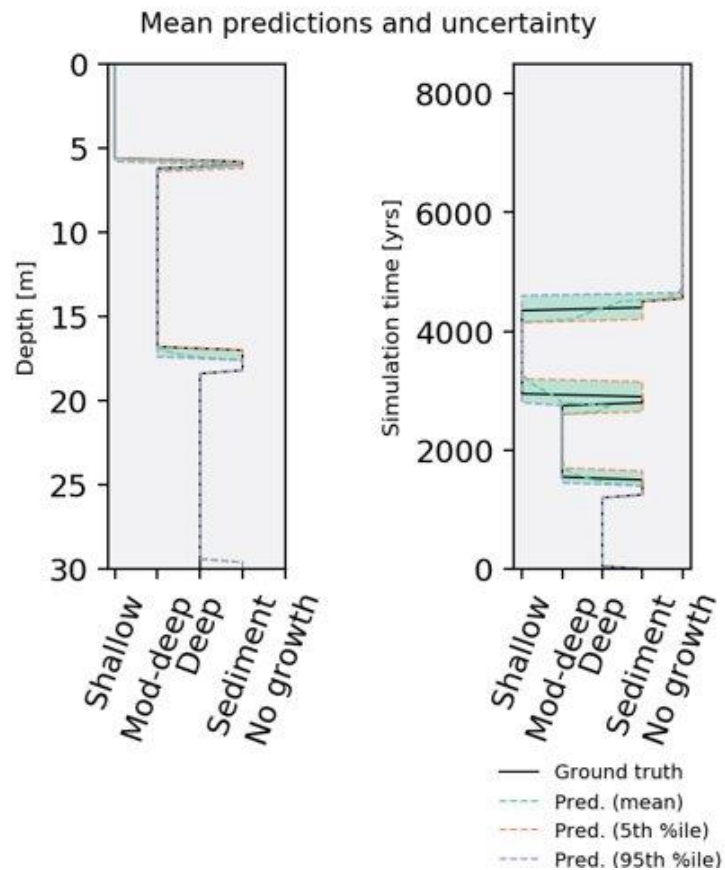 Mean predictions and uncertainty
Depth [m]
0
5
10
15
20
25
30
Shallow
Mod-deep
Deep
Sediment
No growth
Simulation time [yrs]
8000
6000
4000
2000
0
Shallow
Mod-deep
Deep
Sediment
No growth
Ground truth
Pred. (mean)
Pred. (5th %ile)
Pred. (95th %ile)